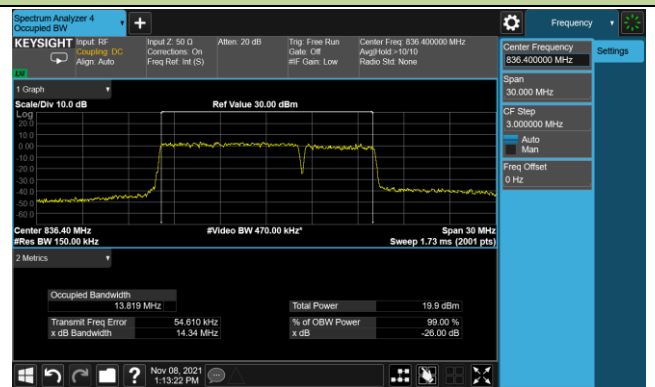 Spectrum Analyzer 4
Occupied BW
Frequency
KEYSIGHT
Input: RF
Coupling: DC
Align: Auto
Input Z: 50 Ω
Corrections: On
Freq Ref: Int (S)
Atten: 20 dB
Trig: Free Run
Gate: Off
#IF Gain: Low
Center Freq: 836.400000 MHz
Avg|Hold:>10/10
Radio Std: None
Center Frequency
836.400000 MHz
Settings
Span
30.000 MHz
CF Step
3.000000 MHz
Auto
Man
Freq Offset
0 Hz
1 Graph
Scale/Div 10.0 dB
Ref Value 30.00 dBm
Log
20.0
10.0
0.00
-10.0
-20.0
-30.0
-40.0
-50.0
-60.0
Center 836.40 MHz
#Video BW 470.00 kHz*
Span 30 MHz
#Res BW 150.00 kHz
Sweep 1.73 ms (2001 pts)
2 Metrics
Occupied Bandwidth
13.819 MHz
Total Power
19.9 dBm
Transmit Freq Error
54.610 kHz
% of OBW Power
99.00 %
x dB Bandwidth
14.34 MHz
x dB
-26.00 dB
?
Nov 08, 2021
1:13:22 PM